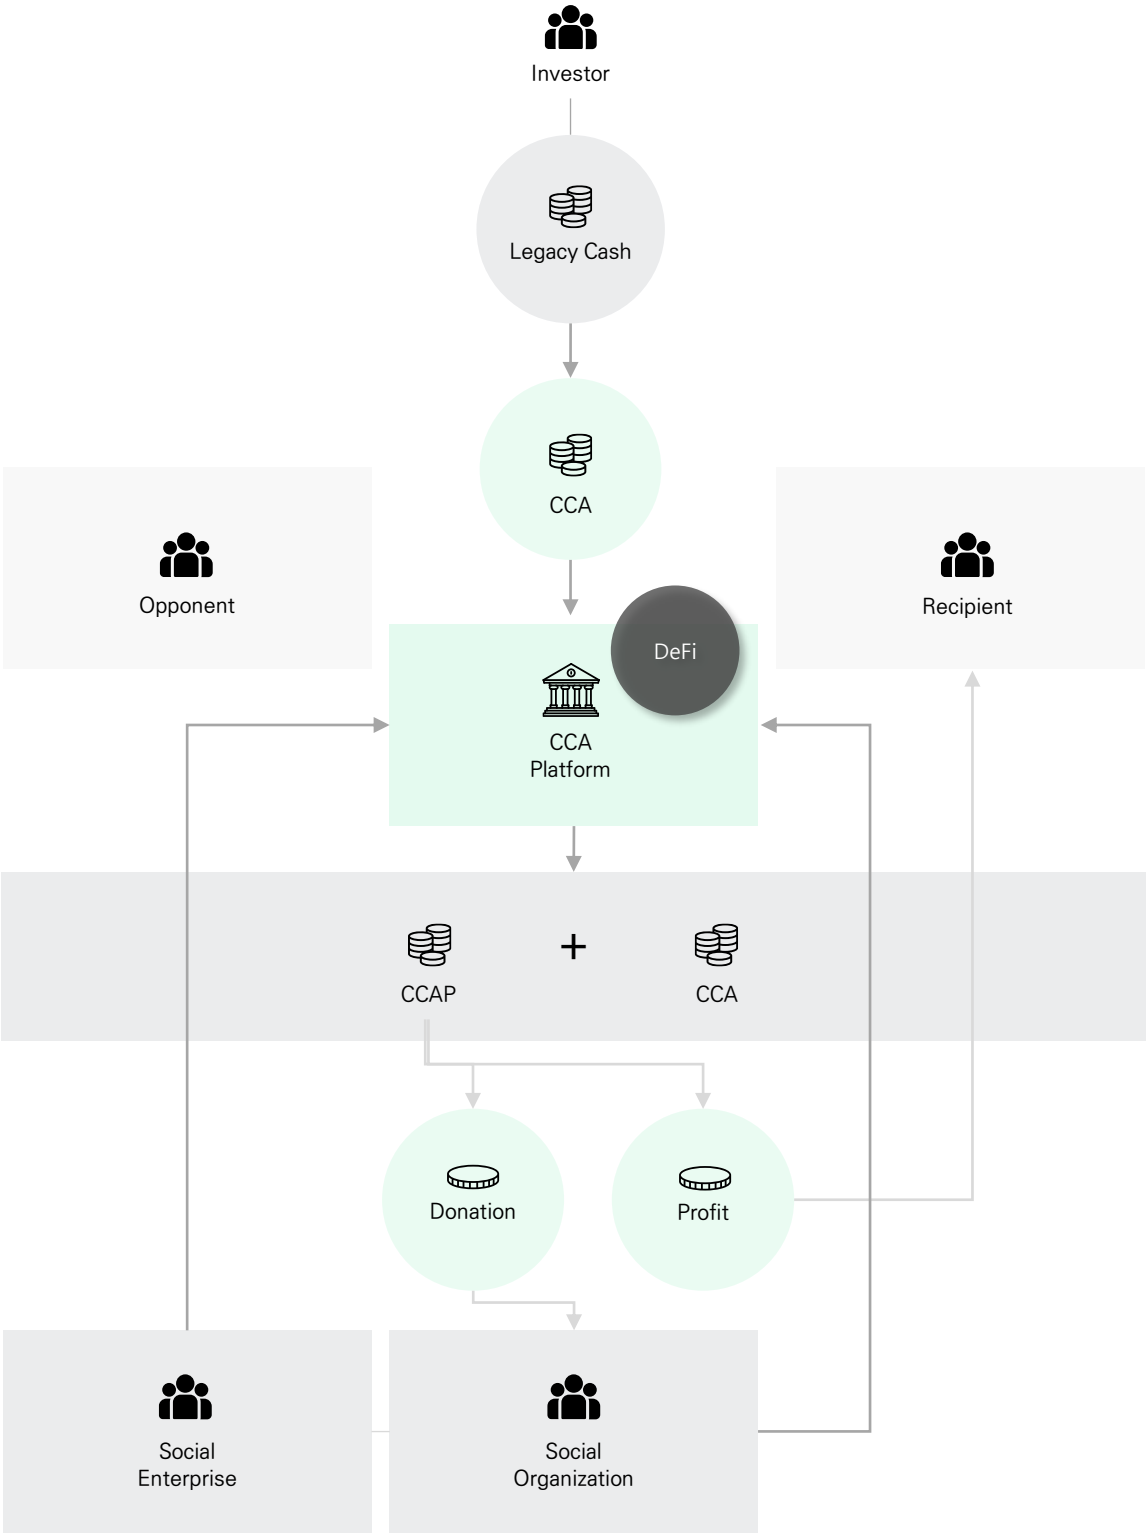 Investor
Legacy Cash
CCA
Opponent
Recipient
DeFi
CCA
Platform
+
CCAP
CCA
Donation
Profit
Social
Enterprise
Social
Organization